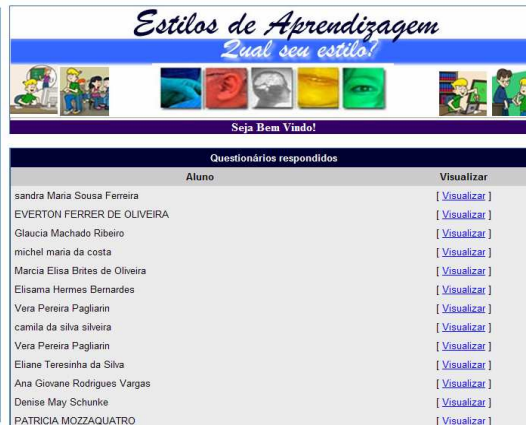 Estilos de Aprendizagem
Qual seu estilo?
Seja Bem Vindo!
Questionários respondidos
Aluno Visualizar
sandra Maria Sousa Ferreira [ Visualizar ]
EVERTON FERRER DE OLIVEIRA [ Visualizar ]
Glaucia Machado Ribeiro [ Visualizar ]
michel maria da costa [ Visualizar ]
Marcia Elisa Brites de Oliveira [ Visualizar ]
Elisama Hermes Bernardes [ Visualizar ]
Vera Pereira Pagliarin [ Visualizar ]
camila da silva silveira [ Visualizar ]
Vera Pereira Pagliarin [ Visualizar ]
Eliane Teresinha da Silva [ Visualizar ]
Ana Giovane Rodrigues Vargas [ Visualizar ]
Denise May Schunke [ Visualizar ]
PATRICIA MOZZAQUATRO [ Visualizar ]